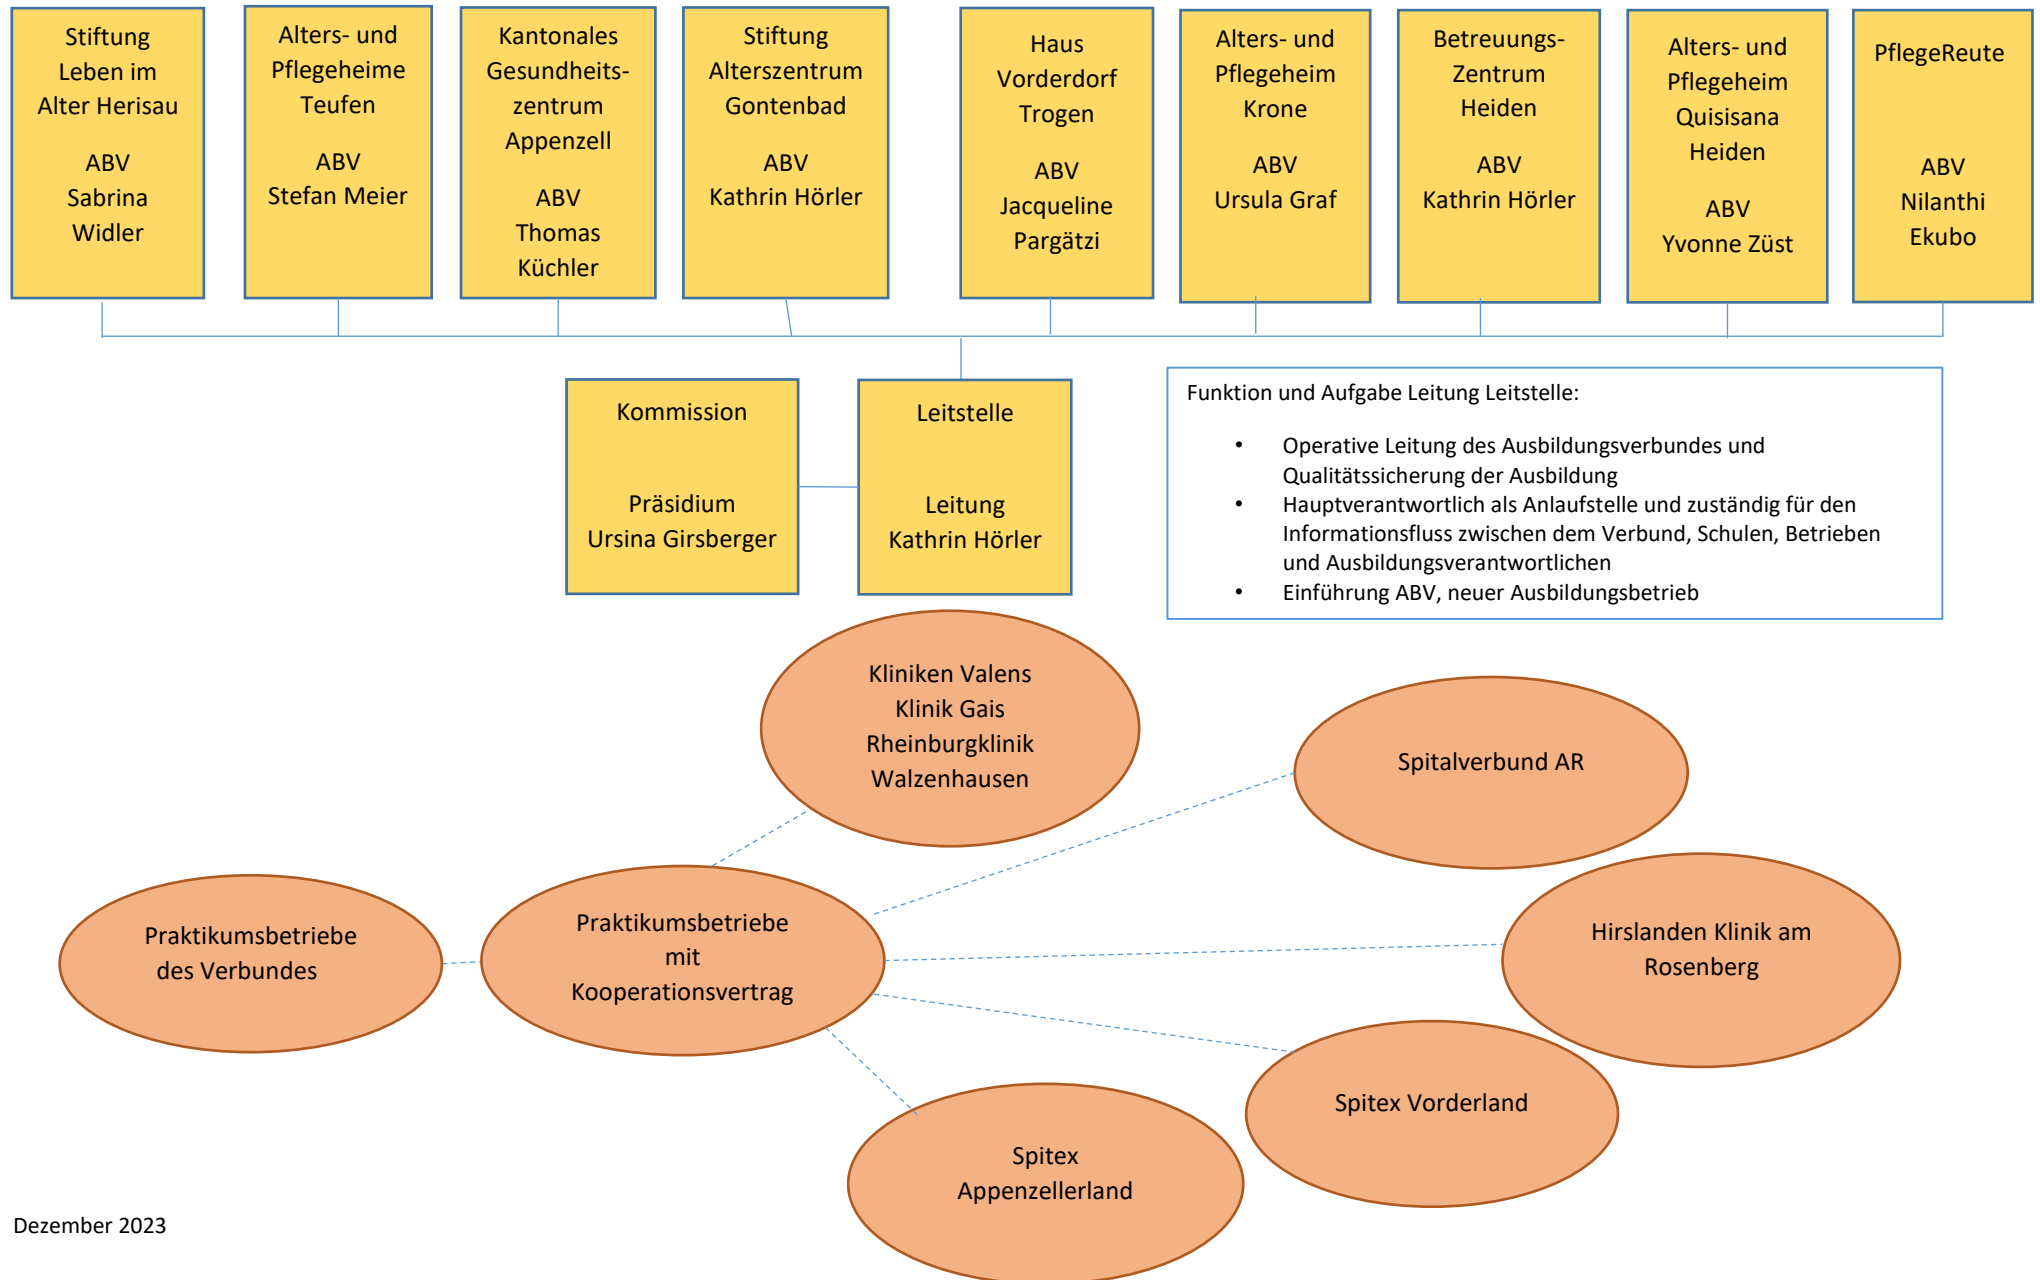 Stiftung
Leben im
Alter Herisau
ABV
Sabrina
Widler
Alters- und
Pflegeheime
Teufen
ABV
Stefan Meier
Kantonales
Gesundheits-
zentrum
Appenzell
ABV
Thomas
Küchler
Stiftung
Alterszentrum
Gontenbad
ABV
Kathrin Hörler
Haus
Vorderdorf
Trogen
ABV
Jacqueline
Pargätzi
Alters- und
Pflegeheim
Krone
ABV
Ursula Graf
Betreuungs-
Zentrum
Heiden
ABV
Kathrin Hörler
Alters- und
Pflegeheim
Quisisana
Heiden
ABV
Yvonne Züst
PflegeReute
ABV
Nilanthi
Ekubo
Kommission
Präsidium
Ursina Girsberger
Leitstelle
Leitung
Kathrin Hörler
Funktion und Aufgabe Leitung Leitstelle:
• Operative Leitung des Ausbildungsverbundes und
Qualitätssicherung der Ausbildung
• Hauptverantwortlich als Anlaufstelle und zuständig für den
Informationsfluss zwischen dem Verbund, Schulen, Betrieben
und Ausbildungsverantwortlichen
• Einführung ABV, neuer Ausbildungsbetrieb
Kliniken Valens
Klinik Gais
Rheinburgklinik
Walzenhausen
Spitalverbund AR
Praktikumsbetriebe
des Verbundes
Praktikumsbetriebe
mit
Kooperationsvertrag
Hirslanden Klinik am
Rosenberg
Spitex Vorderland
Spitex
Appenzellerland
Dezember 2023